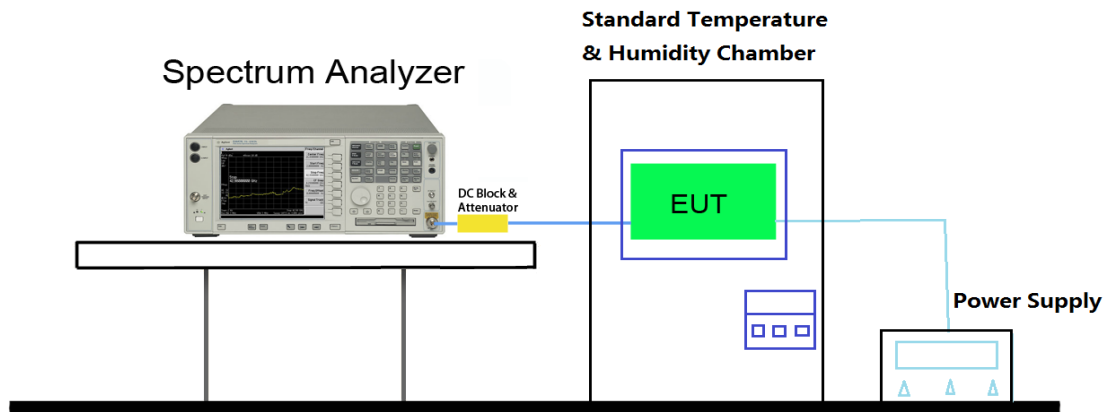 Standard Temperature
& Humidity Chamber
Spectrum Analyzer
DC Block &
Attenuator
EUT
Power Supply